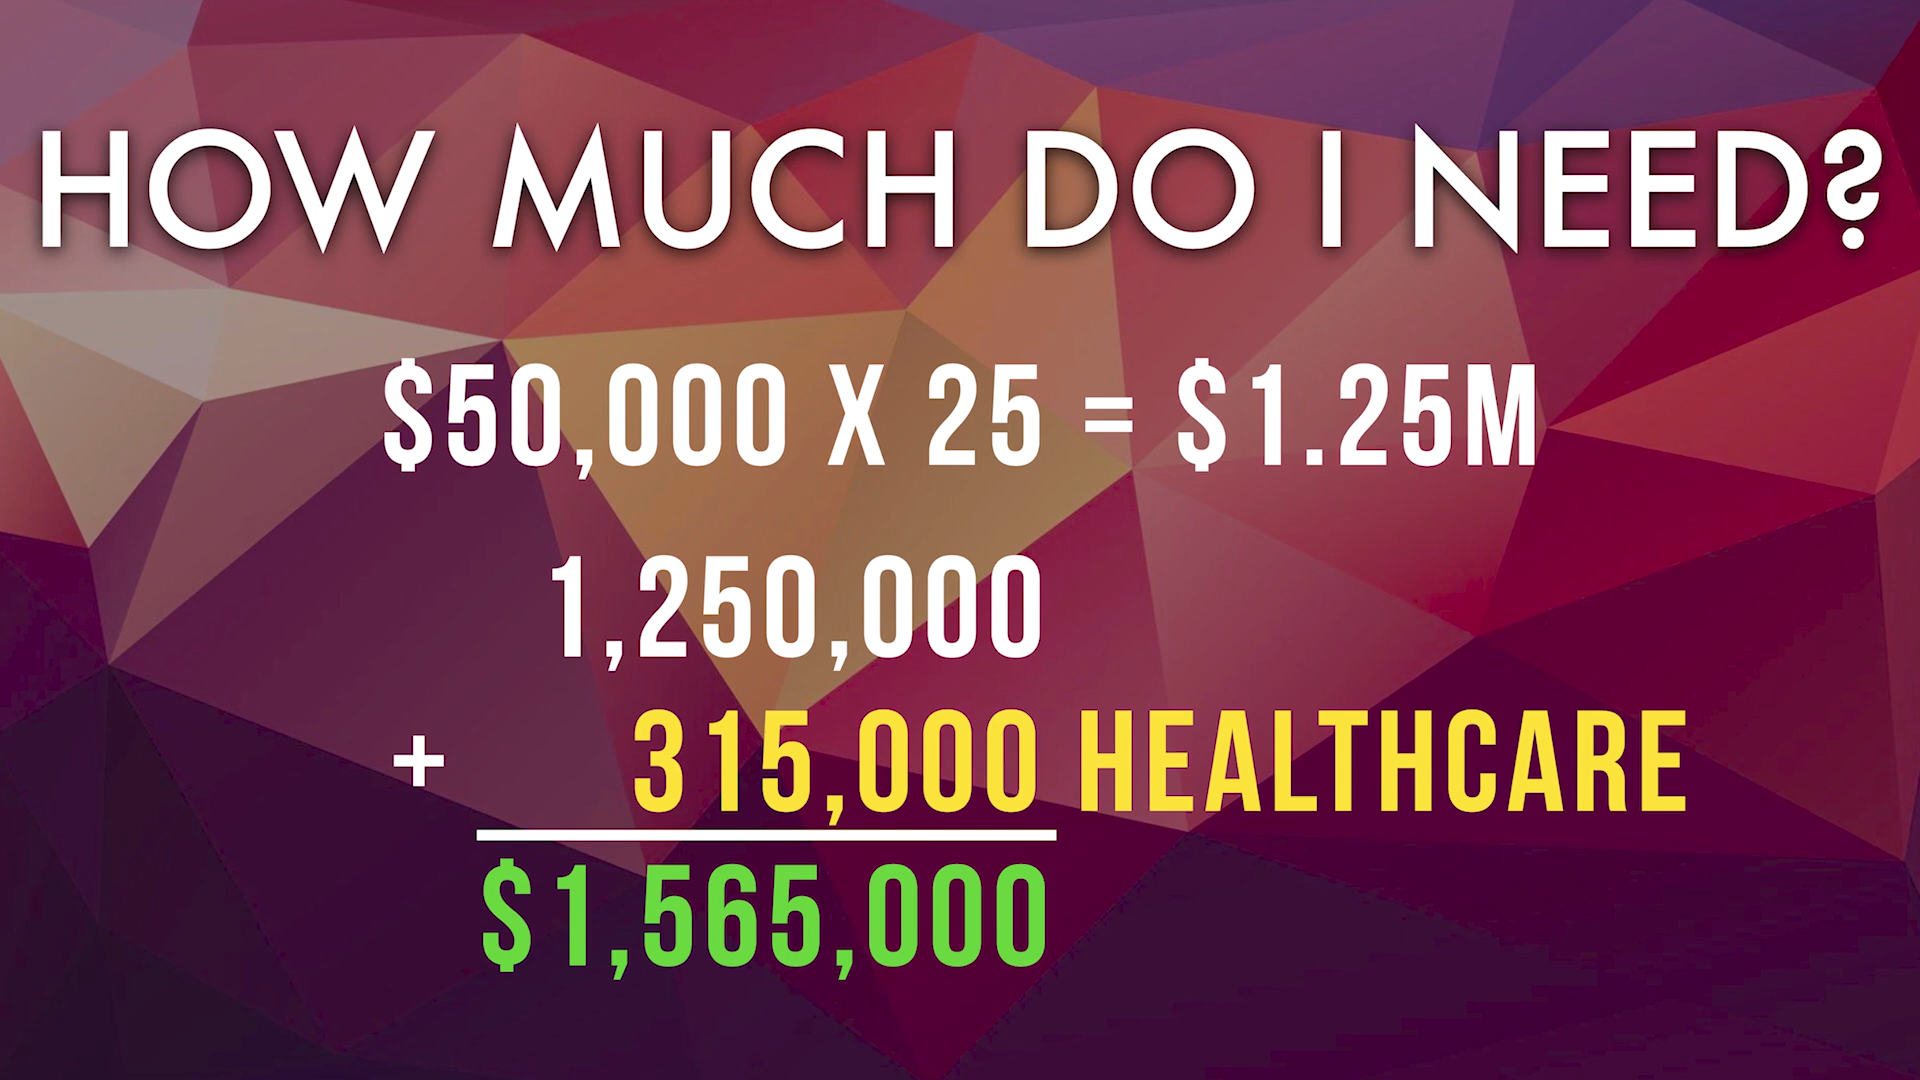 HOW MUCH DO I NEED?
$50,000 X 25 = $1.25M
1,250,000
+ 315,000 HEALTHCARE
$1,565,000